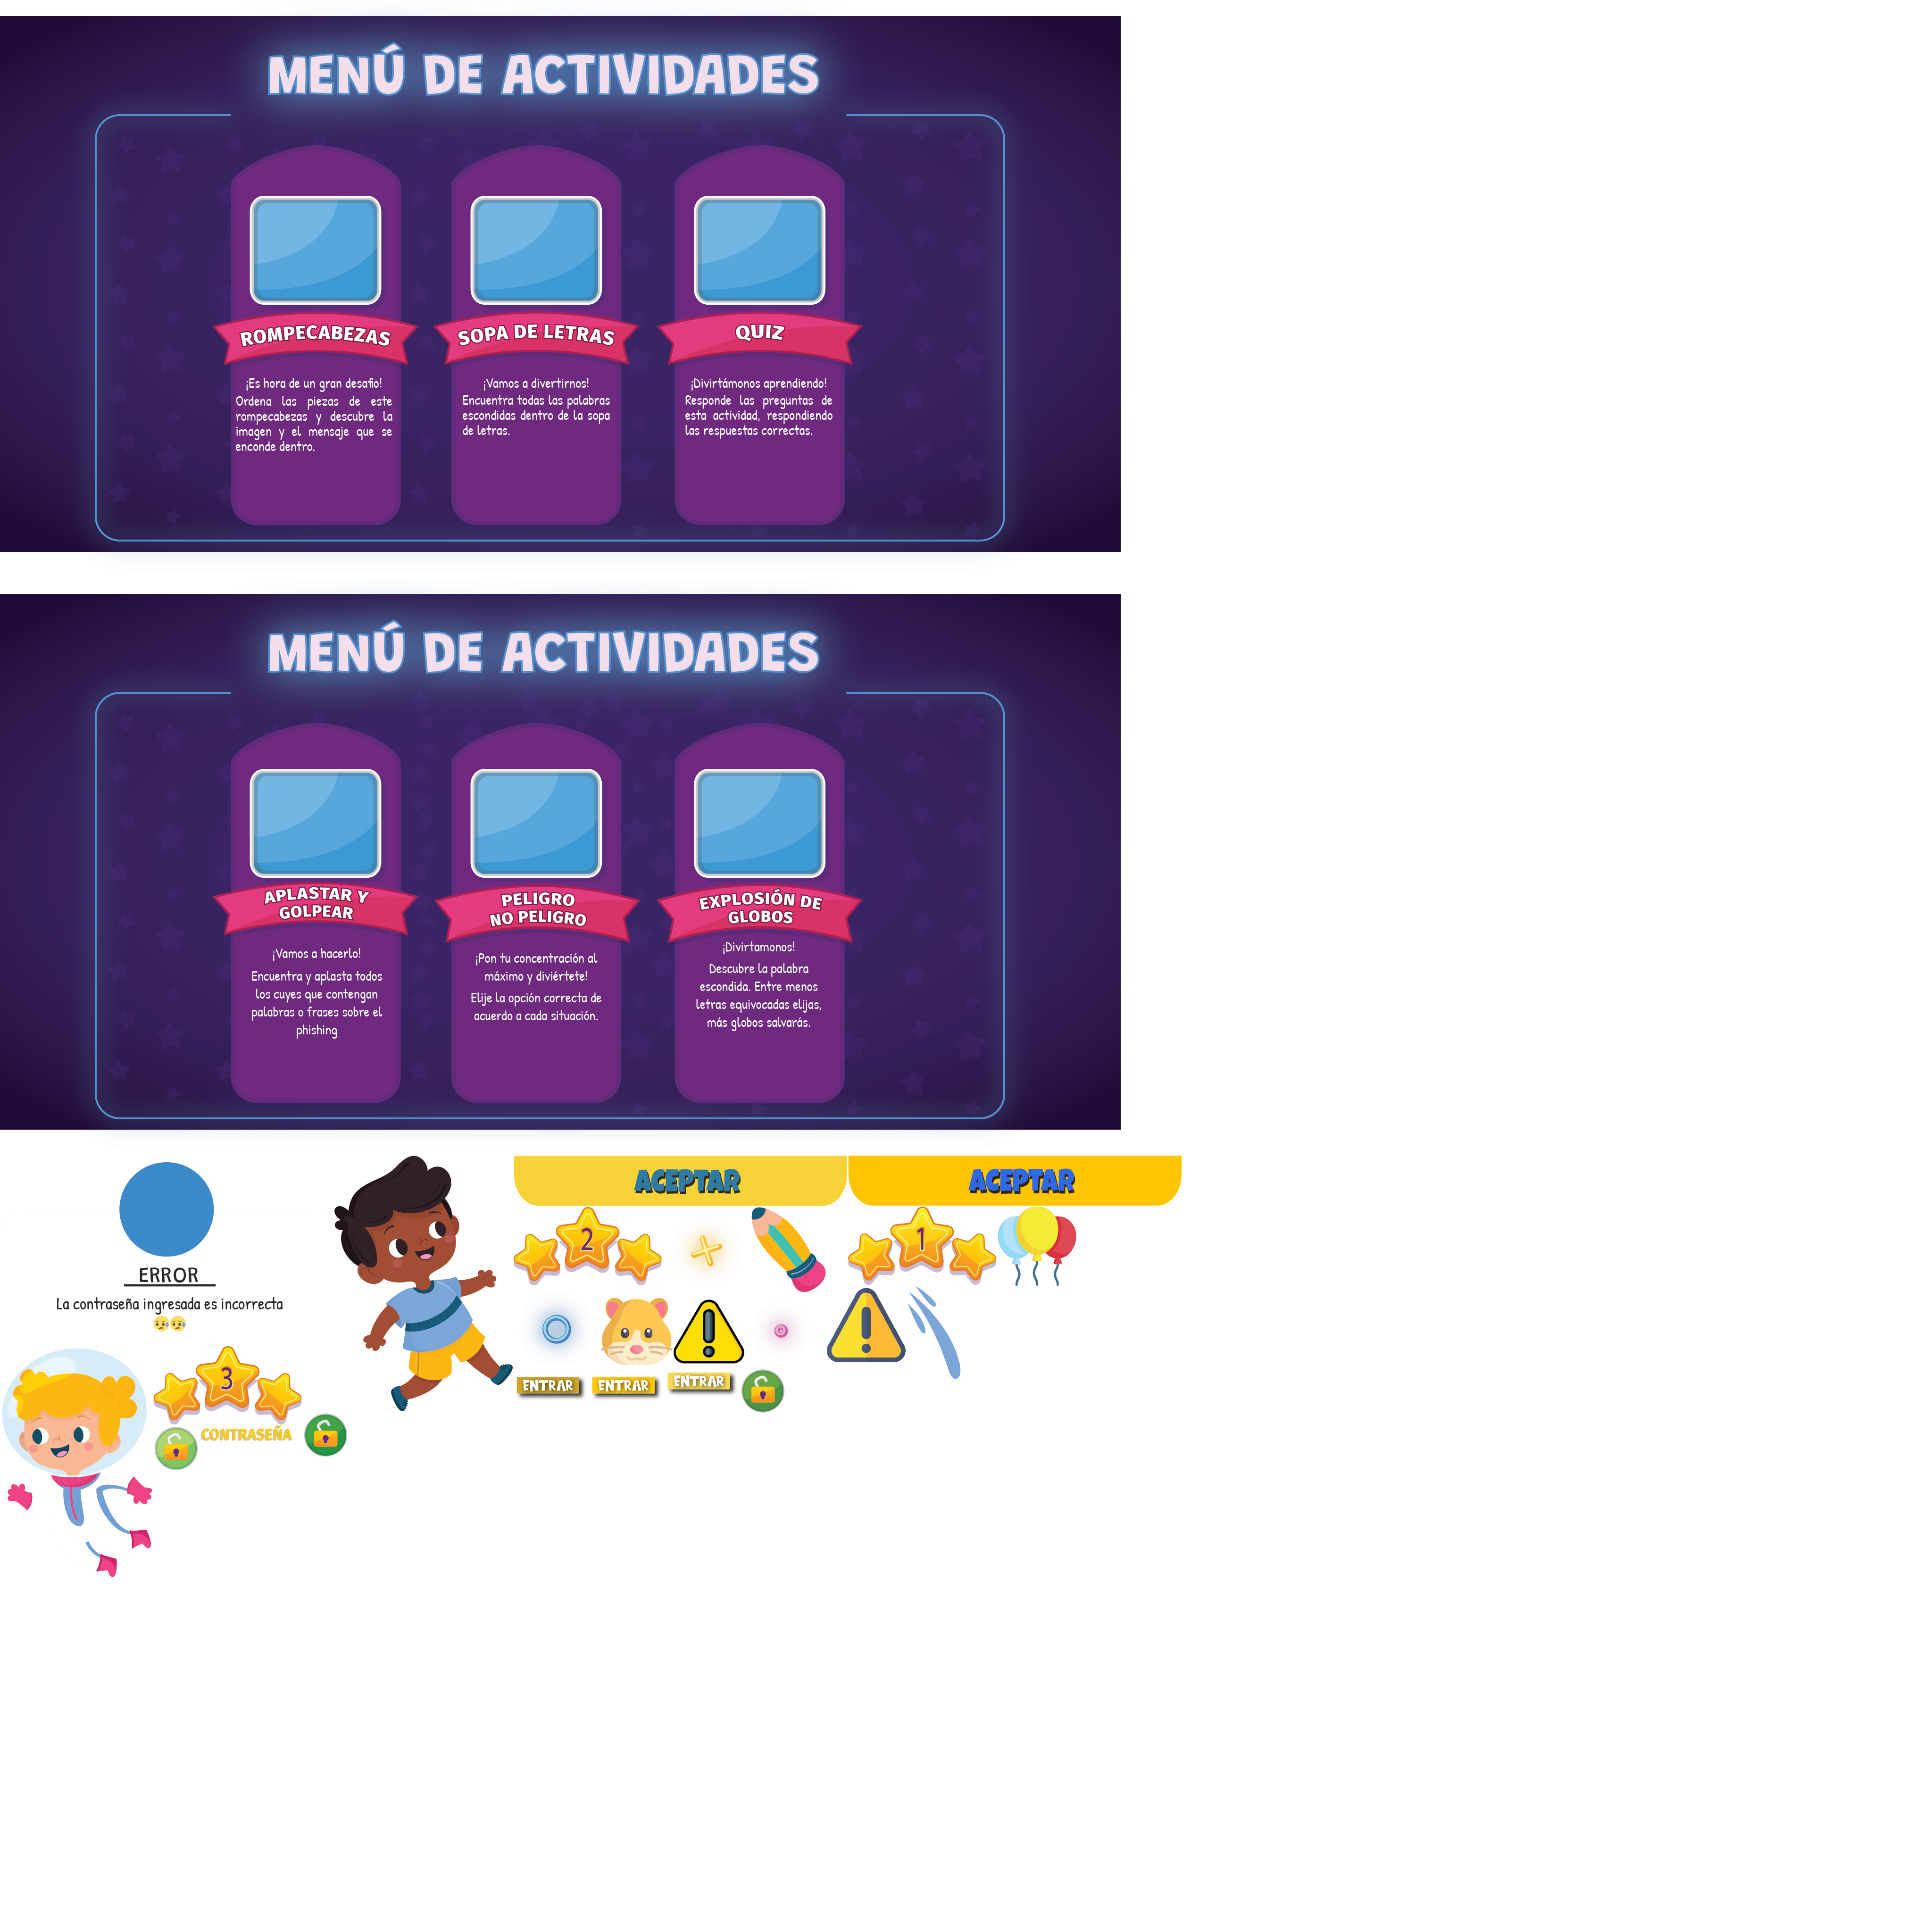 MENÚ DE ACTIVIDADES
ROMPECABEZAS
¡Es hora de un gran desafio!
Ordena las piezas de este
rompecabezas y descubre la
imagen y el mensaje que se
enconde dentro.
SOPA DE LETRAS
¡Vamos a divertirnos!
Encuentra todas las palabras
escondidas dentro de la sopa
de letras.
QUIZ
¡Divirtámonos aprendiendo!
Responde las preguntas de
esta actividad, respondiendo
las respuestas correctas.
MENÚ DE ACTIVIDADES
APLASTAR Y
GOLPEAR
¡Vamos a hacerlo!
Encuentra y aplasta todos
los cuyes que contengan
palabras o frases sobre el
phishing
PELIGRO
NO PELIGRO
¡Pon tu concentración al
máximo y diviértete!
Elije la opción correcta de
acuerdo a cada situación.
EXPLOSIÓN DE
GLOBOS
¡Divirtamonos!
Descubre la palabra
escondida. Entre menos
letras equivocadas elijas,
más globos salvarás.
ERROR
La contraseña ingresada es incorrecta
ACEPTAR
ACEPTAR
2
1
ENTRAR
ENTRAR
ENTRAR
3
CONTRASEÑA